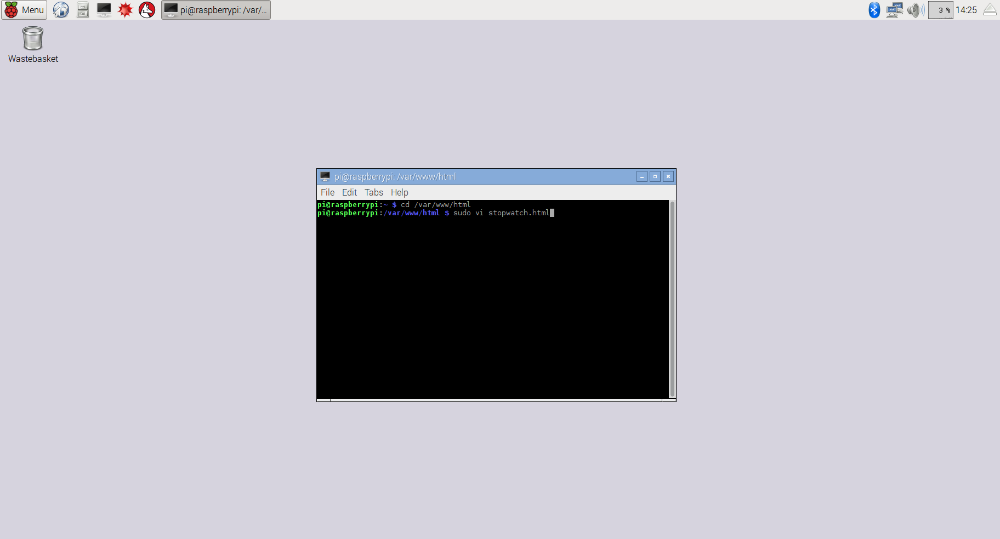 Menu
pi@raspberrypi: /var/...
3 %
14:25
Wastebasket
pi@raspberrypi: /var/www/html
File Edit Tabs Help
pi@raspberrypi:~ $ cd /var/www/html
pi@raspberrypi:/var/www/html $ sudo vi stopwatch.html